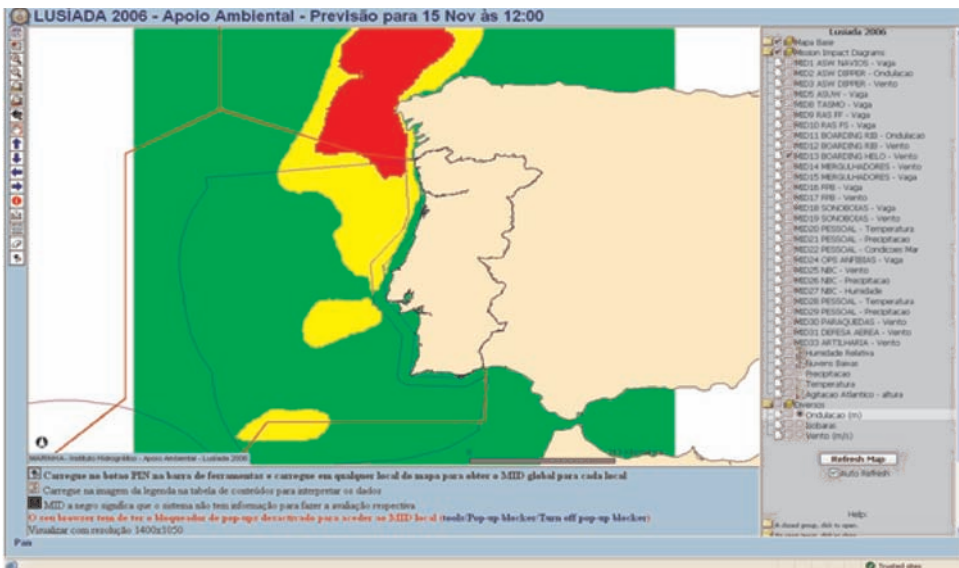 LUSIADA 2006 - Apoio Ambiental - Previsão para 15 Nov às 12:00
Lusiada 2006
Mapa Base
Mission Impact Diagrams
MID1 ASW NAVIOS - Vaga
MID2 ASW DIPPER - Ondulacao
MID3 ASW DIPPER - Vento
MID5 ASUW - Vaga
MID8 TASMO - Vaga
MID9 RAS FF - Vaga
MID10 RAS FS - Vaga
MID11 BOARDING RIB - Ondulacao
MID12 BOARDING RIB - Vento
MID13 BOARDING HELO - Vento
MID14 MERGULHADORES - Vento
MID15 MERGULHADORES - Vaga
MID16 FPB - Vaga
MID17 FPB - Vento
MID18 SONOBOIAS - Vaga
MID19 SONOBOIAS - Vento
MID20 PESSOAL - Temperatura
MID21 PESSOAL - Precipitacao
MID22 PESSOAL - Condicoes Mar
MID24 OPS ANFIBIAS - Vaga
MID25 NBC - Vento
MID26 NBC - Precipitacao
MID27 NBC - Humidade
MID28 PESSOAL - Temperatura
MID29 PESSOAL - Precipitacao
MID30 PARAQUEDAS - Vento
MID31 DEFESA AEREA - Vento
MID33 ARTILHARIA - Vento
Humidade Relativa
Nuvens Baixas
Precipitacao
Temperatura
Agitacao Atlantico - altura
Diversos
Ondulacao (m)
Isobaras
Vento (m/s)
Refresh Map
Auto Refresh
Help:
A closed group, click to open.
MARINHA - Instituto Hidrográfico - Apoio Ambiental - Lusiada 2006
Carregue no botao PIN na barra de ferramentas e carregue em qualquer local do mapa para obter o MID global para cada local
Carregue na imagem da legenda na tabela de conteúdos para interpretar os dados
MID a negro significa que o sistema não tem informação para fazer a avaliação respectiva
O seu browser tem de ter o bloqueador de pop-ups desactivado para aceder ao MID local (tools/Pop-up blocker/Turn off pop-up blocker)
Visualizar com resolução 1400x1050
Pan
Trusted sites